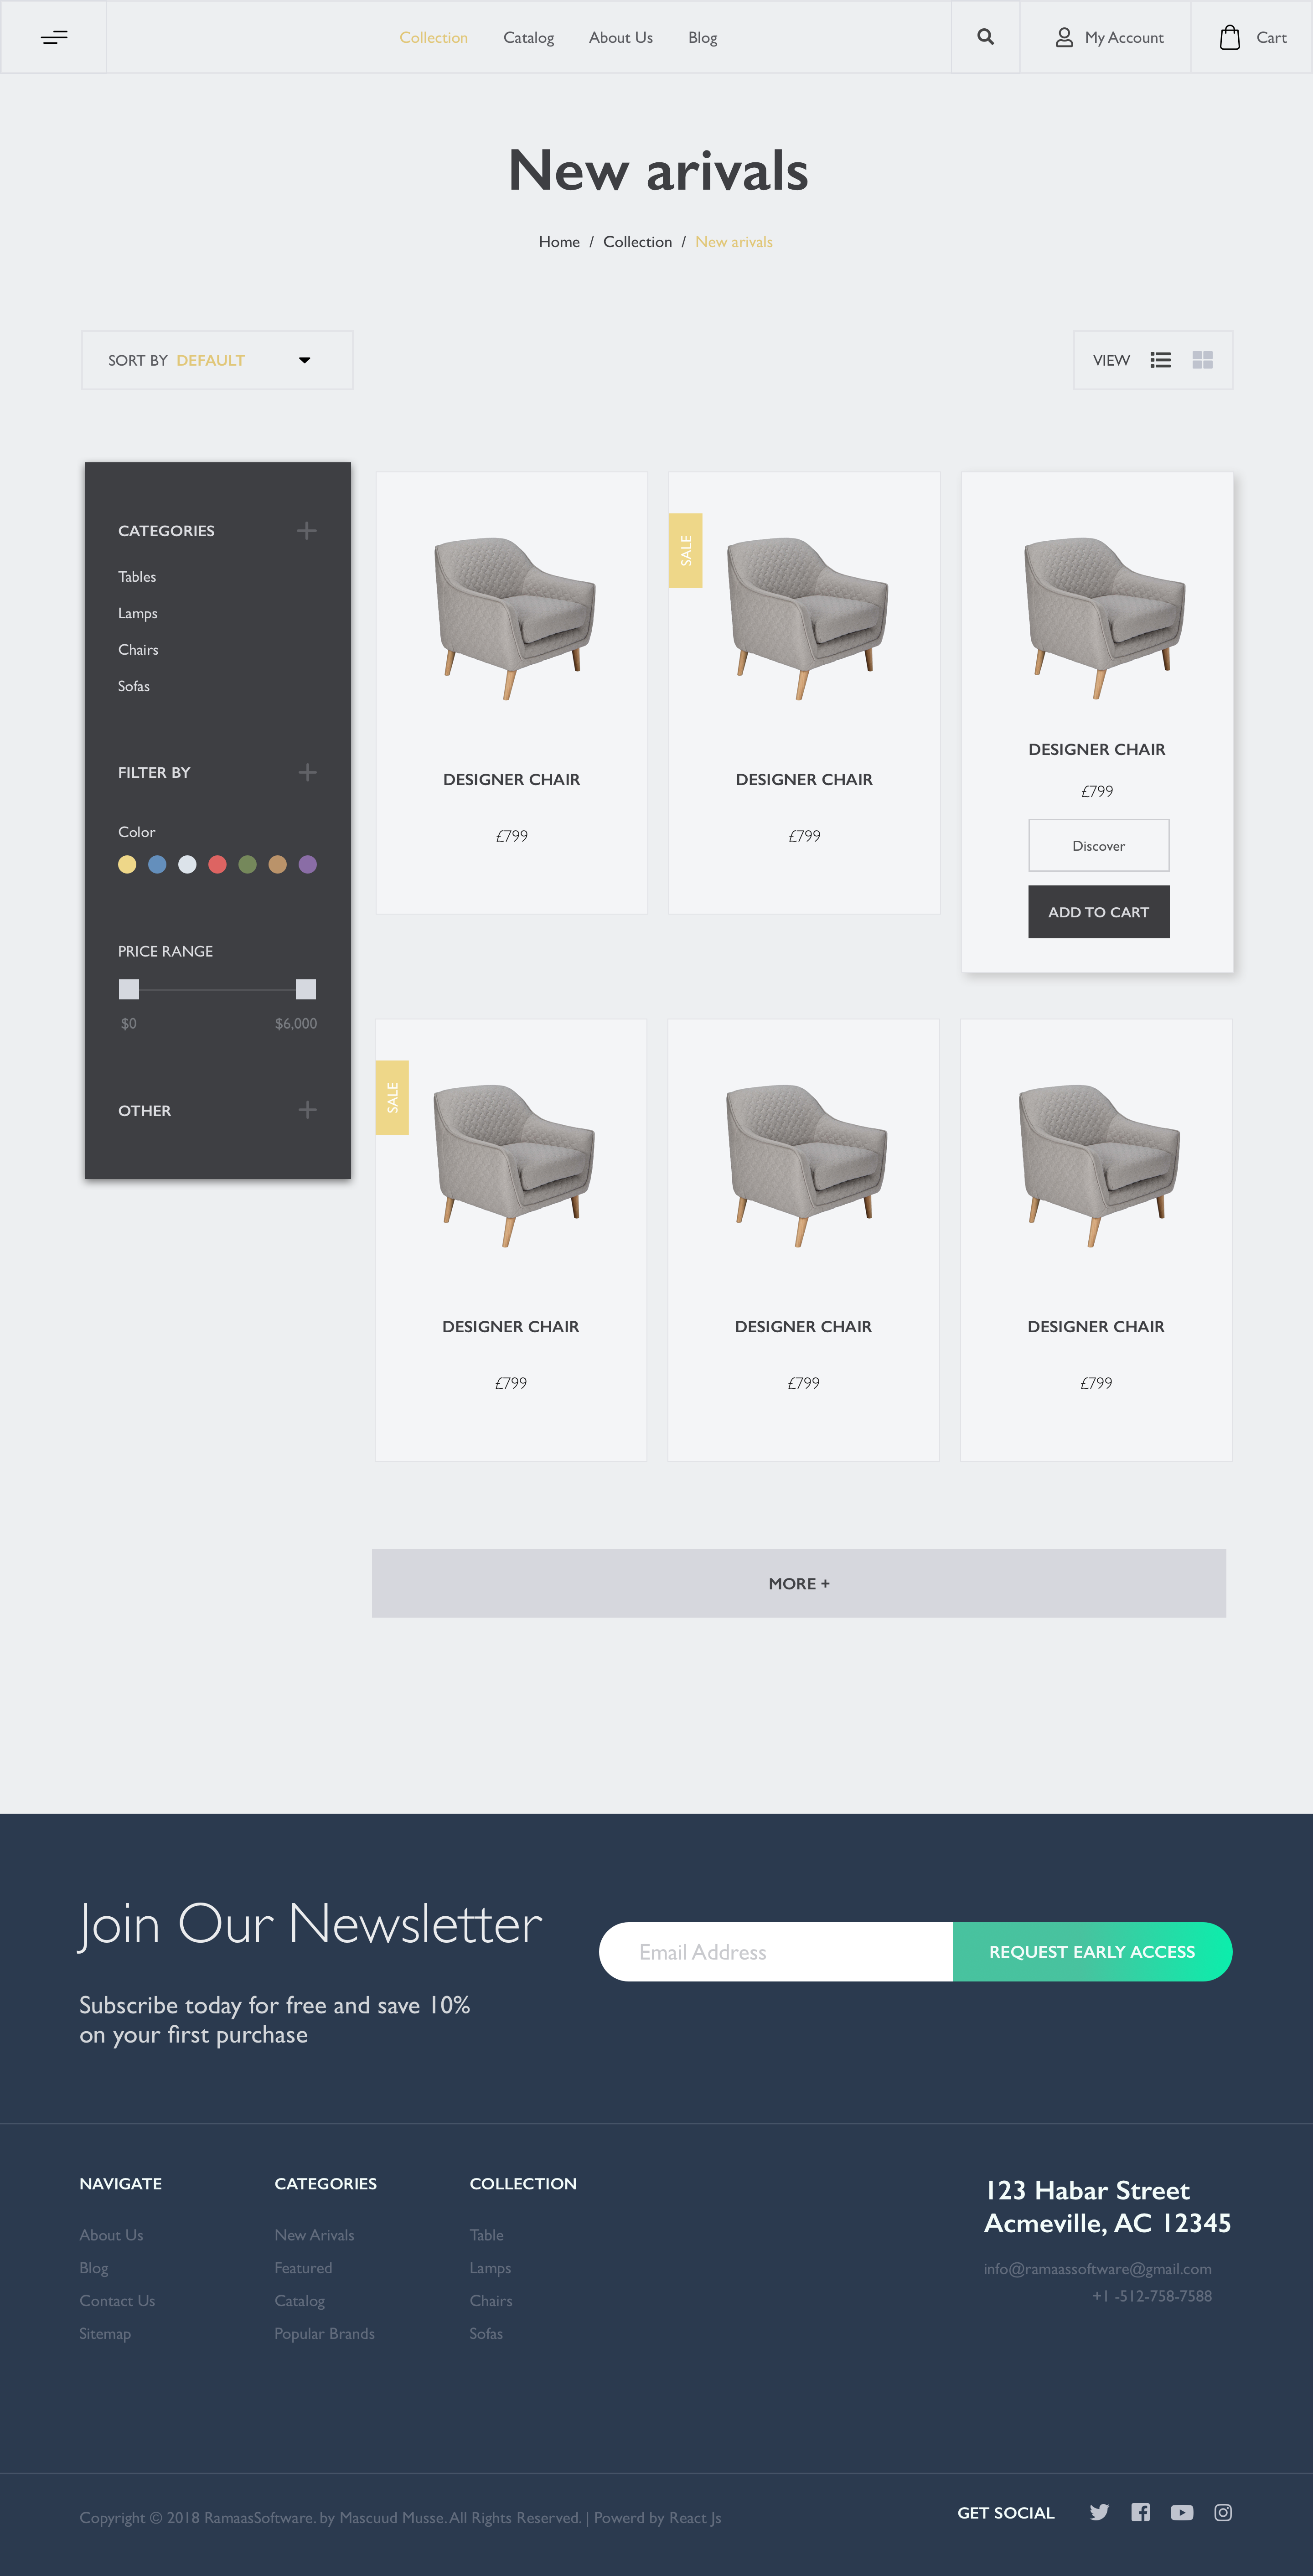 Collection Catalog About Us Blog My Account Cart
New arivals
Home / Collection / New arivals
SORT BY DEFAULT
VIEW
CATEGORIES
Tables
Lamps
Chairs
Sofas
FILTER BY
Color
PRICE RANGE
$0 $6,000
OTHER
DESIGNER CHAIR
£799
SALE
DESIGNER CHAIR
£799
DESIGNER CHAIR
£799
Discover
ADD TO CART
SALE
DESIGNER CHAIR
£799
DESIGNER CHAIR
£799
DESIGNER CHAIR
£799
MORE +
Join Our Newsletter
Subscribe today for free and save 10%
on your first purchase
Email Address
REQUEST EARLY ACCESS
NAVIGATE
About Us
Blog
Contact Us
Sitemap
CATEGORIES
New Arivals
Featured
Catalog
Popular Brands
COLLECTION
Table
Lamps
Chairs
Sofas
123 Habar Street
Acmeville, AC 12345
info@ramaassoftware@gmail.com
+1 -512-758-7588
Copyright © 2018 RamaasSoftware. by Mascuud Musse. All Rights Reserved. | Powerd by React Js
GET SOCIAL